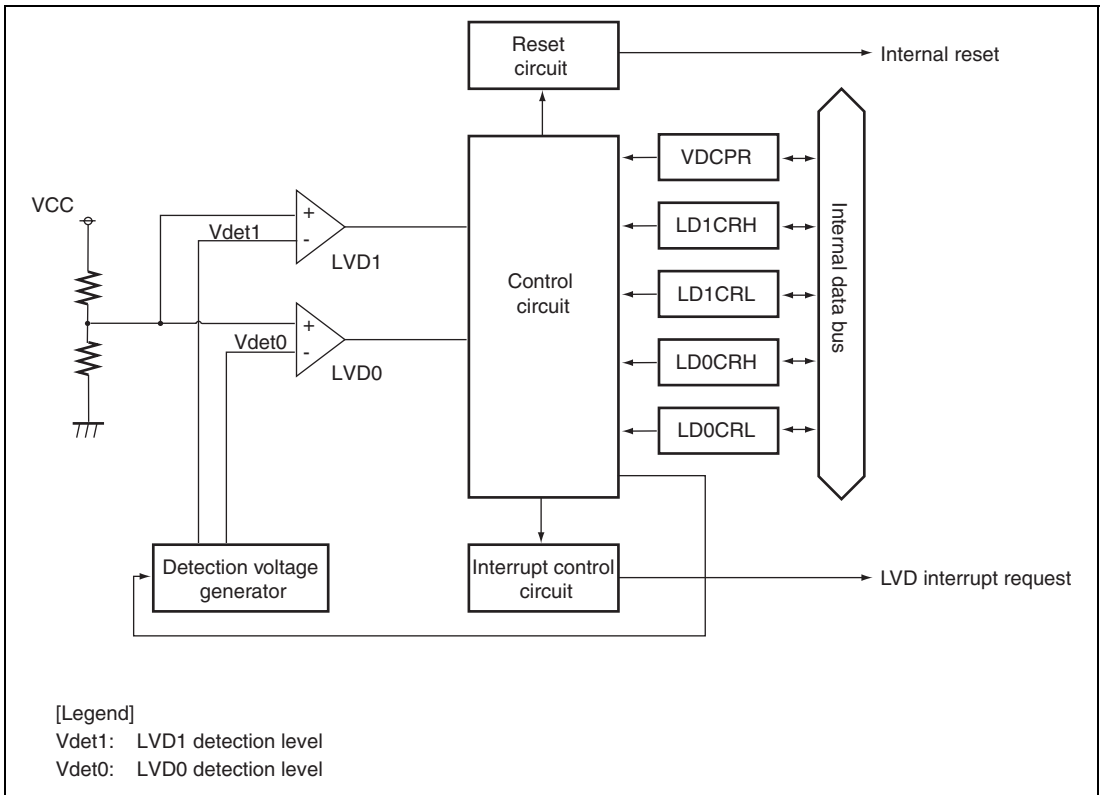 Reset
circuit
Internal reset
VDCPR
VCC
Vdet1
+
-
LVD1
LD1CRH
Internal data bus
Control
circuit
LD1CRL
Vdet0
+
-
LVD0
LD0CRH
LD0CRL
Detection voltage
generator
Interrupt control
circuit
LVD interrupt request
[Legend]
Vdet1: LVD1 detection level
Vdet0: LVD0 detection level